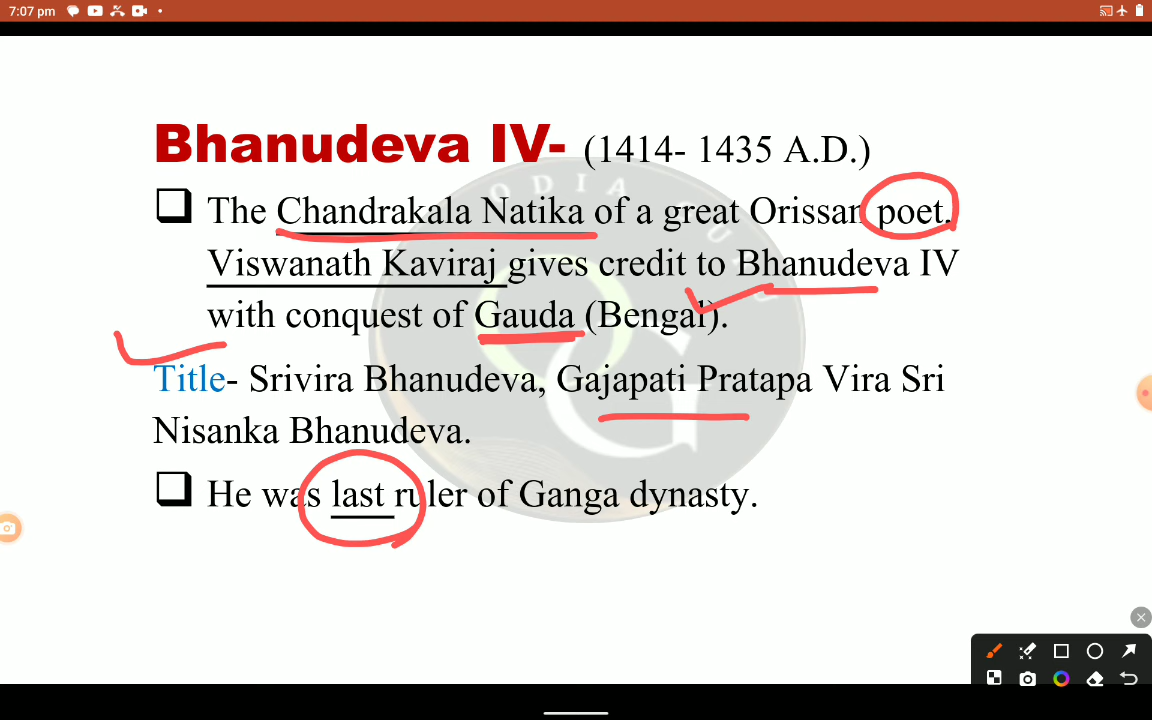 7:07 pm
Bhanudeva IV- (1414- 1435 A.D.)
The Chandrakala Natika of a great Orissan poet.
Viswanath Kaviraj gives credit to Bhanudeva IV
with conquest of Gauda (Bengal).
Title- Srivira Bhanudeva, Gajapati Pratapa Vira Sri
Nisanka Bhanudeva.
He was last ruler of Ganga dynasty.
ODIA